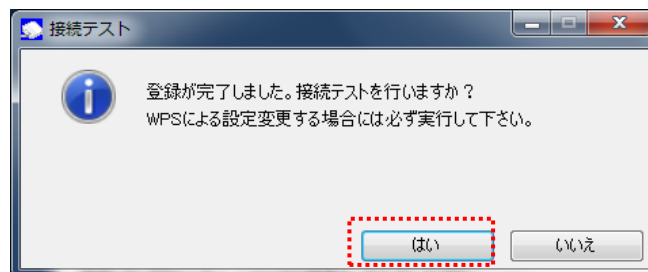 接続テスト
登録が完了しました。接続テストを行いますか？
WPSによる設定変更する場合には必ず実行して下さい。
はい
いいえ